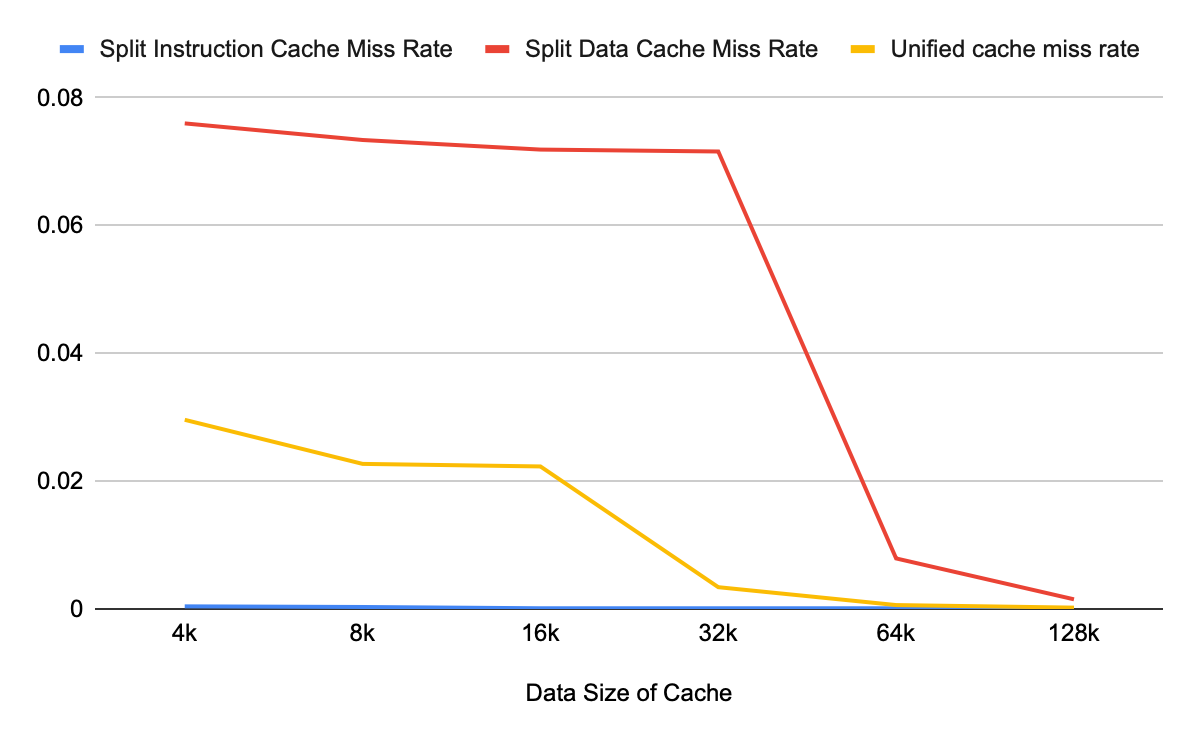 Split Instruction Cache Miss Rate Split Data Cache Miss Rate Unified cache miss rate
0.08
0.06
0.04
0.02
0
4k 8k 16k 32k 64k 128k
Data Size of Cache